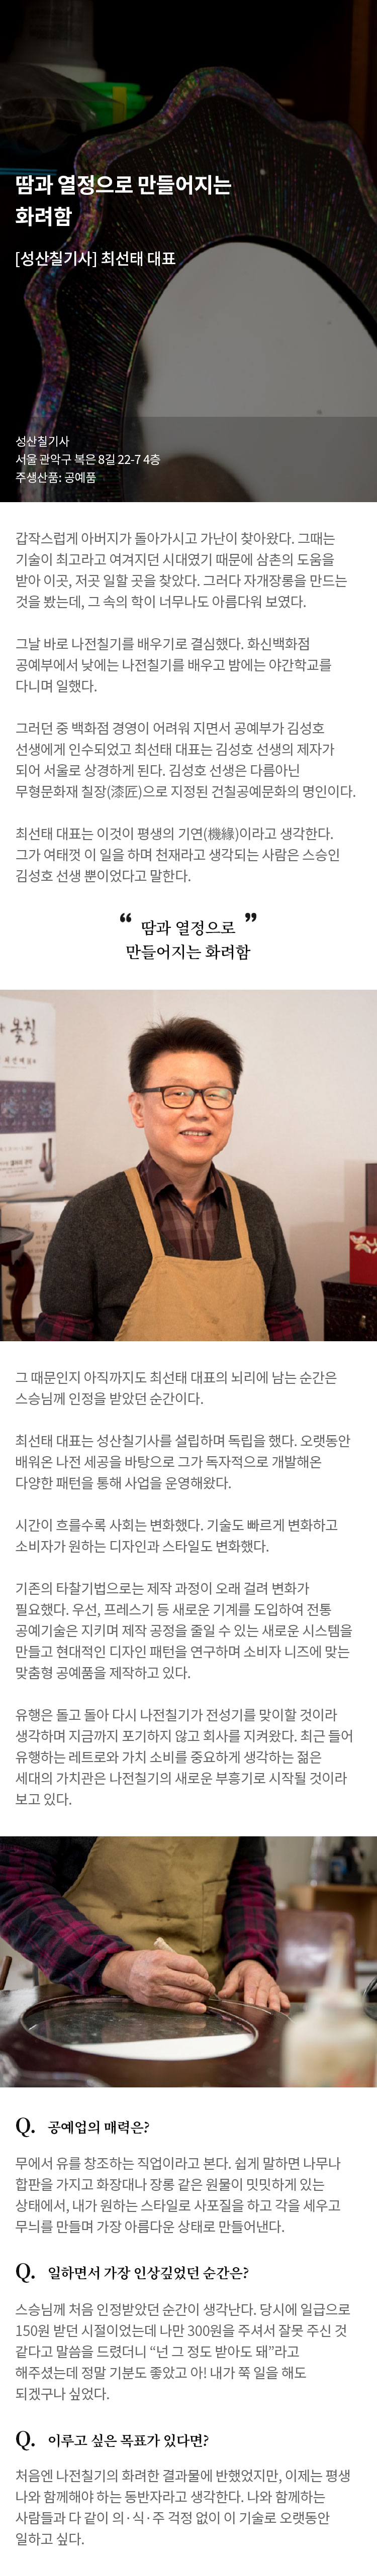 땀과 열정으로 만들어지는
화려함
[성산칠기사] 최선태 대표
성산칠기사
서울 관악구 복은 8길 22-7 4층
주생산품: 공예품
갑작스럽게 아버지가 돌아가시고 가난이 찾아왔다. 그때는
기술이 최고라고 여겨지던 시대였기 때문에 삼촌의 도움을
받아 이곳, 저곳 일할 곳을 찾았다. 그러다 자개장롱을 만드는
것을 봤는데, 그 속의 학이 너무나도 아름다워 보였다.
그날 바로 나전칠기를 배우기로 결심했다. 화신백화점
공예부에서 낮에는 나전칠기를 배우고 밤에는 야간학교를
다니며 일했다.
그러던 중 백화점 경영이 어려워 지면서 공예부가 김성호
선생에게 인수되었고 최선태 대표는 김성호 선생의 제자가
되어 서울로 상경하게 된다. 김성호 선생은 다름아닌
무형문화재 칠장(漆匠)으로 지정된 건칠공예문화의 명인이다.
최선태 대표는 이것이 평생의 기연(機緣)이라고 생각한다.
그가 여태껏 이 일을 하며 천재라고 생각되는 사람은 스승인
김성호 선생 뿐이었다고 말한다.
“ 땀과 열정으로 ”
만들어지는 화려함
옻칠
그 때문인지 아직까지도 최선태 대표의 뇌리에 남는 순간은
스승님께 인정을 받았던 순간이다.
최선태 대표는 성산칠기사를 설립하며 독립을 했다. 오랫동안
배워온 나전 세공을 바탕으로 그가 독자적으로 개발해온
다양한 패턴을 통해 사업을 운영해왔다.
시간이 흐를수록 사회는 변화했다. 기술도 빠르게 변화하고
소비자가 원하는 디자인과 스타일도 변화했다.
기존의 타찰기법으로는 제작 과정이 오래 걸려 변화가
필요했다. 우선, 프레스기 등 새로운 기계를 도입하여 전통
공예기술은 지키며 제작 공정을 줄일 수 있는 새로운 시스템을
만들고 현대적인 디자인 패턴을 연구하며 소비자 니즈에 맞는
맞춤형 공예품을 제작하고 있다.
유행은 돌고 돌아 다시 나전칠기가 전성기를 맞이할 것이라
생각하며 지금까지 포기하지 않고 회사를 지켜왔다. 최근 들어
유행하는 레트로와 가치 소비를 중요하게 생각하는 젊은
세대의 가치관은 나전칠기의 새로운 부흥기로 시작될 것이라
보고 있다.
Q. 공예업의 매력은?
무에서 유를 창조하는 직업이라고 본다. 쉽게 말하면 나무나
합판을 가지고 화장대나 장롱 같은 원물이 밋밋하게 있는
상태에서, 내가 원하는 스타일로 사포질을 하고 각을 세우고
무늬를 만들며 가장 아름다운 상태로 만들어낸다.
Q. 일하면서 가장 인상깊었던 순간은?
스승님께 처음 인정받았던 순간이 생각난다. 당시에 일급으로
150원 받던 시절이었는데 나만 300원을 주셔서 잘못 주신 것
같다고 말씀을 드렸더니 “넌 그 정도 받아도 돼”라고
해주셨는데 정말 기분도 좋았고 아! 내가 쭉 일을 해도
되겠구나 싶었다.
Q. 이루고 싶은 목표가 있다면?
처음엔 나전칠기의 화려한 결과물에 반했었지만, 이제는 평생
나와 함께해야 하는 동반자라고 생각한다. 나와 함께하는
사람들과 다 같이 의·식·주 걱정 없이 이 기술로 오랫동안
일하고 싶다.